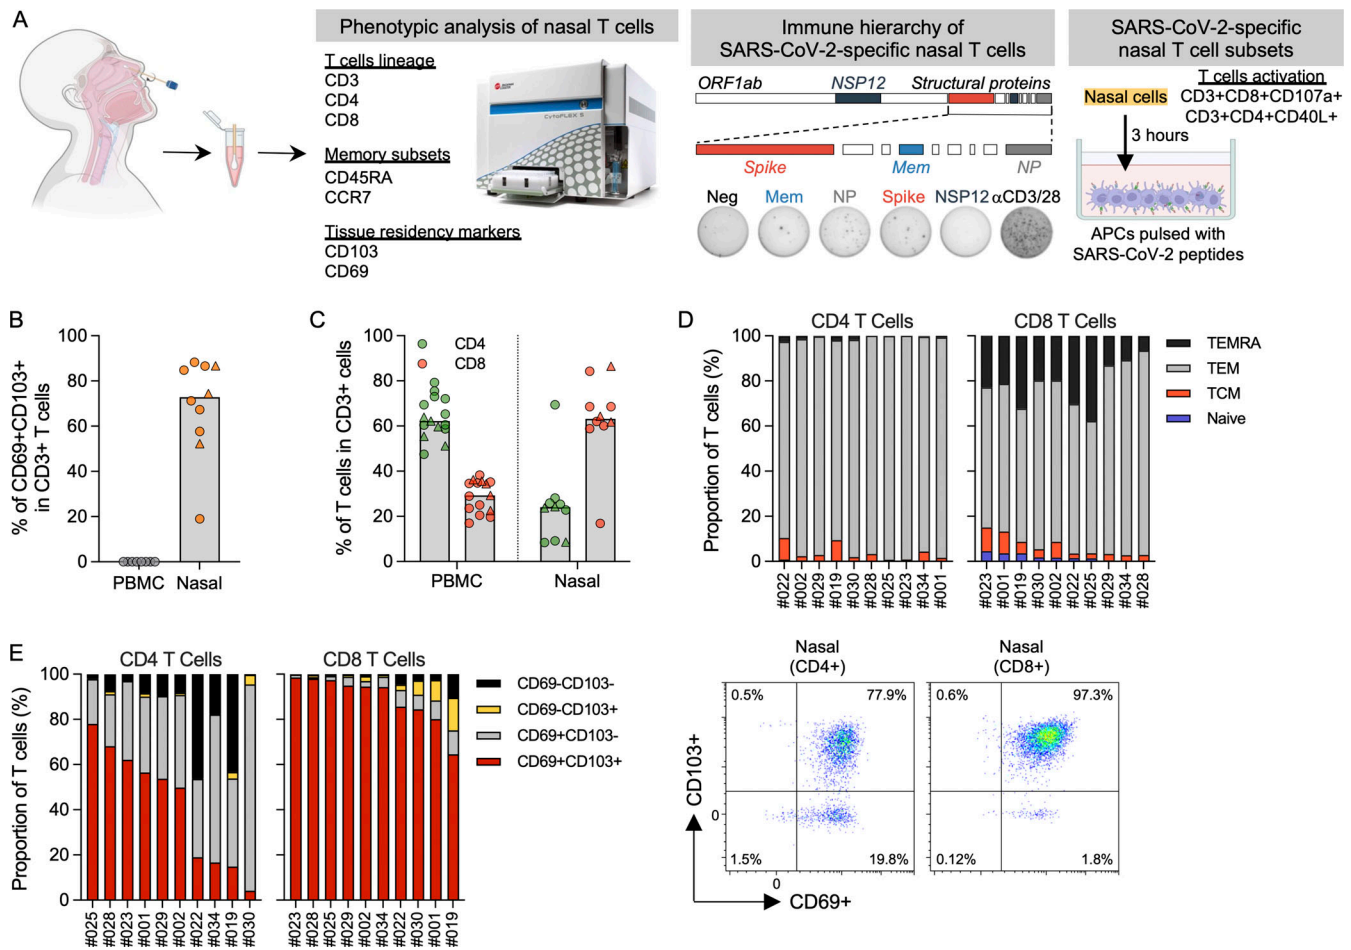 A
Phenotypic analysis of nasal T cells
T cells lineage
CD3
CD4
CD8
Memory subsets
CD45RA
CCR7
Tissue residency markers
CD103
CD69
CytoFLEX S
Immune hierarchy of
SARS-CoV-2-specific nasal T cells
ORF1ab NSP12 Structural proteins
Spike Mem NP
Neg Mem NP Spike NSP12 αCD3/28
SARS-CoV-2-specific
nasal T cell subsets
T cells activation
Nasal cells CD3+CD8+CD107a+
CD3+CD4+CD40L+
3 hours
APCs pulsed with
SARS-CoV-2 peptides
B
% of CD69+CD103+
in CD3+ T cells
100
80
60
40
20
0
PBMC Nasal
C
% of T cells in CD3+ cells
100
80
60
40
20
0
CD4
CD8
PBMC Nasal
D
CD4 T Cells CD8 T Cells
Proportion of T cells (%)
100
80
60
40
20
0
#022 #002 #029 #019 #030 #028 #025 #023 #034 #001
#023 #001 #019 #030 #002 #022 #025 #029 #034 #028
TEMRA
TEM
TCM
Naive
E
CD4 T Cells CD8 T Cells
Proportion of T cells (%)
100
80
60
40
20
0
#025 #028 #023 #001 #029 #002 #022 #034 #019 #030
#023 #028 #025 #029 #002 #034 #022 #030 #001 #019
CD69-CD103-
CD69-CD103+
CD69+CD103-
CD69+CD103+
Nasal
(CD4+)
0.5% 77.9%
1.5% 19.8%
Nasal
(CD8+)
0.6% 97.3%
0.12% 1.8%
CD103+
0
0
CD69+